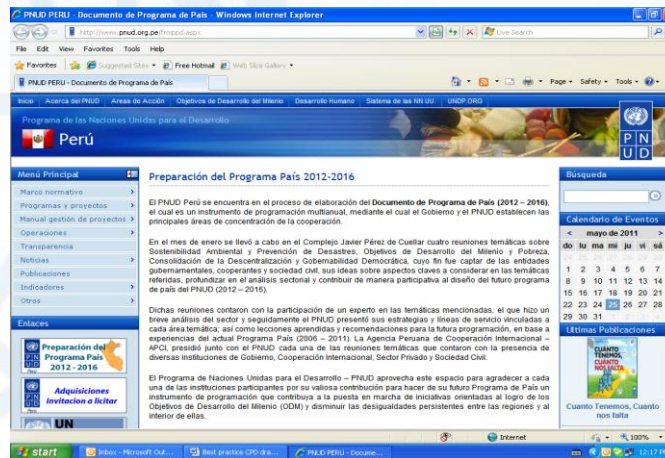 PNUD PERU - Documento de Programa de País - Windows Internet Explorer
http://www.pnud.org.pe/frmppd.aspx
Live Search
File Edit View Favorites Tools Help
Favorites Suggested Sites Free Hotmail Web Slice Gallery
PNUD PERU - Documento de Programa de País
Page Safety Tools
Inicio Acerca del PNUD Areas de Acción Objetivos de Desarrollo del Milenio Desarrollo Humano Sistema de las NN.UU. UNDP.ORG
Programa de las Naciones Unidas para el Desarrollo
Perú
P N
U D
Menú Principal
Marco normativo
Programas y proyectos
Manual gestión de proyectos
Operaciones
Transparencia
Noticias
Publicaciones
Indicadores
Otros
Enlaces
Preparación del
Programa País
2012 - 2016
Adquisiciones
Invitacion a licitar
UN
Preparación del Programa País 2012-2016
El PNUD Perú se encuentra en el proceso de elaboración del Documento de Programa de País (2012 – 2016),
el cual es un instrumento de programación multianual, mediante el cual el Gobierno y el PNUD establecen las
principales áreas de concentración de la cooperación.
En el mes de enero se llevó a cabo en el Complejo Javier Pérez de Cuellar cuatro reuniones temáticas sobre
Sostenibilidad Ambiental y Prevención de Desastres, Objetivos de Desarrollo del Milenio y Pobreza,
Consolidación de la Descentralización y Gobernabilidad Democrática, cuyo fin fue captar de las entidades
gubernamentales, cooperantes y sociedad civil, sus ideas sobre aspectos claves a considerar en las temáticas
referidas, profundizar en el análisis sectorial y contribuir de manera participativa al diseño del futuro programa
de país del PNUD (2012 – 2016).
Dichas reuniones contaron con la participación de un experto en las temáticas mencionadas, el que hizo un
breve análisis del sector y seguidamente el PNUD presentó sus estrategias y líneas de servicio vinculadas a
cada área temática; así como lecciones aprendidas y recomendaciones para la futura programación, en base a
experiencias del actual Programa País (2006 – 2011). La Agencia Peruana de Cooperación Internacional –
APCI, presidió junto con el PNUD cada una de las reuniones temáticas que contaron con la presencia de
diversas instituciones de Gobierno, Cooperación Internacional, Sector Privado y Sociedad Civil.
El Programa de Naciones Unidas para el Desarrollo – PNUD aprovecha este espacio para agradecer a cada
una de las instituciones participantes por su valiosa contribución para hacer de su futuro Programa de País un
instrumento de programación que contribuya a la puesta en marcha de iniciativas orientadas al logro de los
Objetivos de Desarrollo del Milenio (ODM) y disminuir las desigualdades persistentes entre las regiones y al
interior de ellas.
Búsqueda
Calendario de Eventos
< mayo de 2011 >
do lu ma mi ju vi sá
1 2 3 4 5 6 7
8 9 10 11 12 13 14
15 16 17 18 19 20 21
22 23 24 25 26 27 28
29 30 31
Ultimas Publicaciones
CUÁNTO
TENEMOS,
CUÁNTO
NOS FALTA
Cuanto Tenemos, Cuanto
nos falta
Internet
100%
start
Inbox - Microsoft Out...
Best practice CPD dra...
PNUD PERU - Docume...
12:17 PM